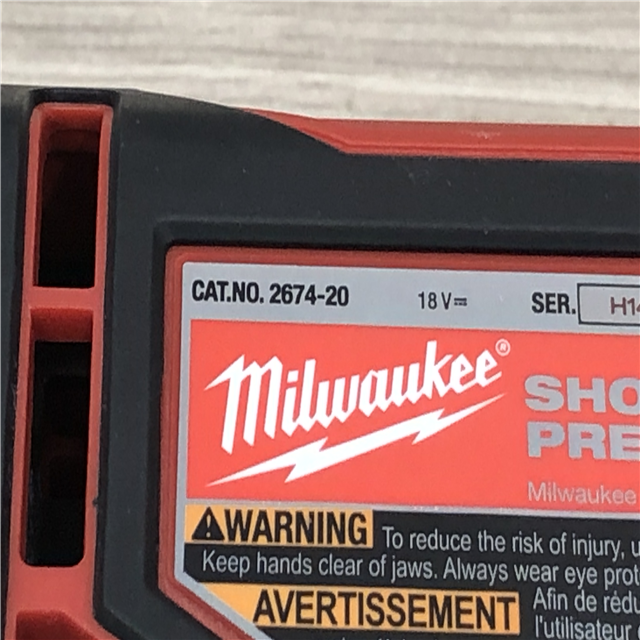 CAT.NO. 2674-20 18 V⎓ SER. H14
Milwaukee®
SHO
PRE
Milwaukee
WARNING To reduce the risk of injury, u
Keep hands clear of jaws. Always wear eye prot
AVERTISSEMENT Afin de rédu
l'utilisateur